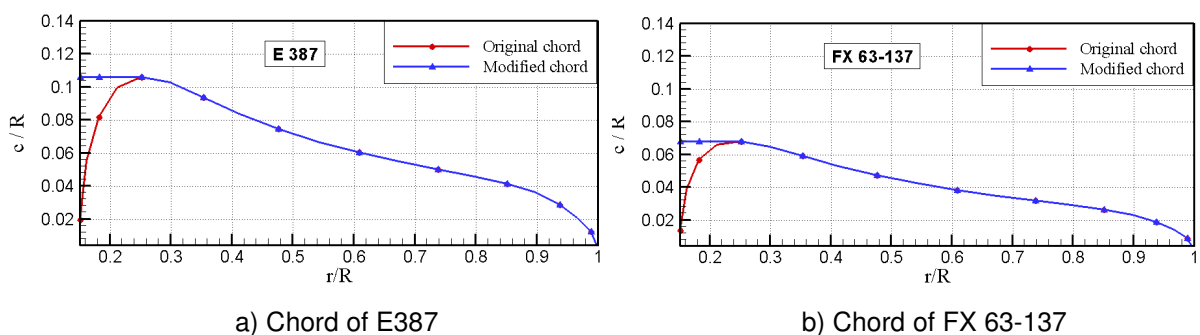 0.14
0.12
0.1
0.08
0.06
0.04
0.02
c / R
E 387
Original chord
Modified chord
0.2 0.3 0.4 0.5 0.6 0.7 0.8 0.9 1
r/R
a) Chord of E387
0.14
0.12
0.1
0.08
0.06
0.04
0.02
c / R
FX 63-137
Original chord
Modified chord
0.2 0.3 0.4 0.5 0.6 0.7 0.8 0.9 1
r/R
b) Chord of FX 63-137